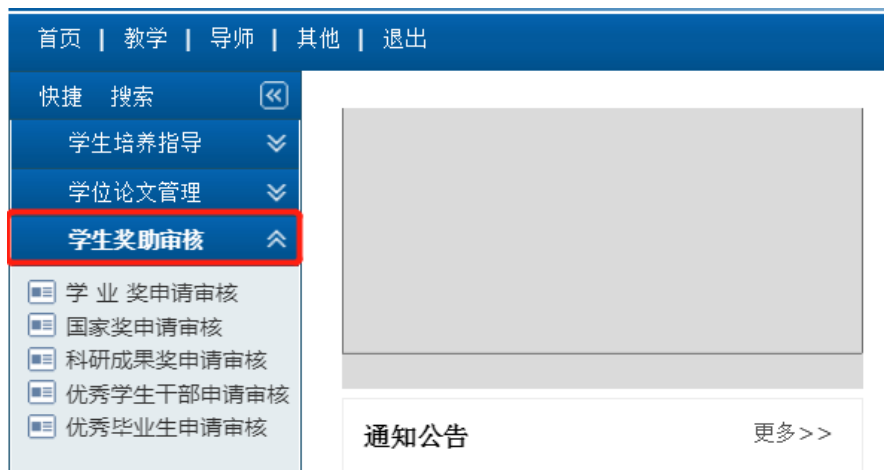 首页 | 教学 | 导师 | 其他 | 退出
快捷 搜索
学生培养指导
学位论文管理
学生奖助审核
学 业 奖申请审核
国家奖申请审核
科研成果奖申请审核
优秀学生干部申请审核
优秀毕业生申请审核
通知公告 更多>>